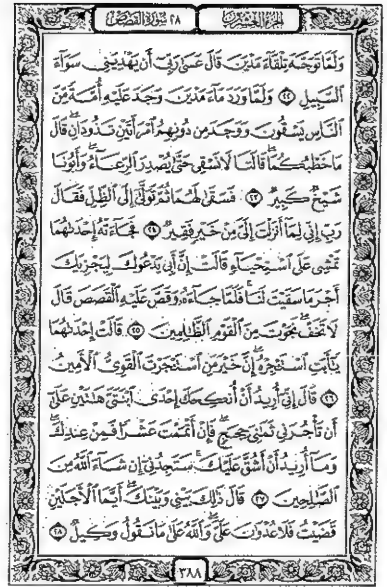 الجزء العشرون ٢٨ سورة القصص
وَلَمَّا تَوَجَّهَ تِلْقَاءَ مَدْيَنَ قَالَ عَسَىٰ رَبِّي أَن يَهْدِيَنِي سَوَاءَ
السَّبِيلِ ٢٢ وَلَمَّا وَرَدَ مَاءَ مَدْيَنَ وَجَدَ عَلَيْهِ أُمَّةً مِّنَ
النَّاسِ يَسْقُونَ وَوَجَدَ مِن دُونِهِمُ امْرَأَتَيْنِ تَذُودَانِ ۖ قَالَ
مَا خَطْبُكُمَا ۖ قَالَتَا لَا نَسْقِي حَتَّىٰ يُصْدِرَ الرِّعَاءُ ۖ وَأَبُونَا
شَيْخٌ كَبِيرٌ ٢٣ فَسَقَىٰ لَهُمَا ثُمَّ تَوَلَّىٰ إِلَى الظِّلِّ فَقَالَ
رَبِّ إِنِّي لِمَا أَنزَلْتَ إِلَيَّ مِنْ خَيْرٍ فَقِيرٌ ٢٤ فَجَاءَتْهُ إِحْدَاهُمَا
تَمْشِي عَلَى اسْتِحْيَاءٍ قَالَتْ إِنَّ أَبِي يَدْعُوكَ لِيَجْزِيَكَ
أَجْرَ مَا سَقَيْتَ لَنَا ۚ فَلَمَّا جَاءَهُ وَقَصَّ عَلَيْهِ الْقَصَصَ قَالَ
لَا تَخَفْ ۖ نَجَوْتَ مِنَ الْقَوْمِ الظَّالِمِينَ ٢٥ قَالَتْ إِحْدَاهُمَا
يَا أَبَتِ اسْتَأْجِرْهُ ۖ إِنَّ خَيْرَ مَنِ اسْتَأْجَرْتَ الْقَوِيُّ الْأَمِينُ
٢٦ قَالَ إِنِّي أُرِيدُ أَنْ أُنكِحَكَ إِحْدَى ابْنَتَيَّ هَاتَيْنِ عَلَىٰ
أَن تَأْجُرَنِي ثَمَانِيَ حِجَجٍ ۖ فَإِنْ أَتْمَمْتَ عَشْرًا فَمِنْ عِندِكَ ۖ
وَمَا أُرِيدُ أَنْ أَشُقَّ عَلَيْكَ ۚ سَتَجِدُنِي إِن شَاءَ اللَّهُ مِنَ
الصَّالِحِينَ ٢٧ قَالَ ذَٰلِكَ بَيْنِي وَبَيْنَكَ ۖ أَيَّمَا الْأَجَلَيْنِ
قَضَيْتُ فَلَا عُدْوَانَ عَلَيَّ ۖ وَاللَّهُ عَلَىٰ مَا نَقُولُ وَكِيلٌ ٢٨
٣٨٨